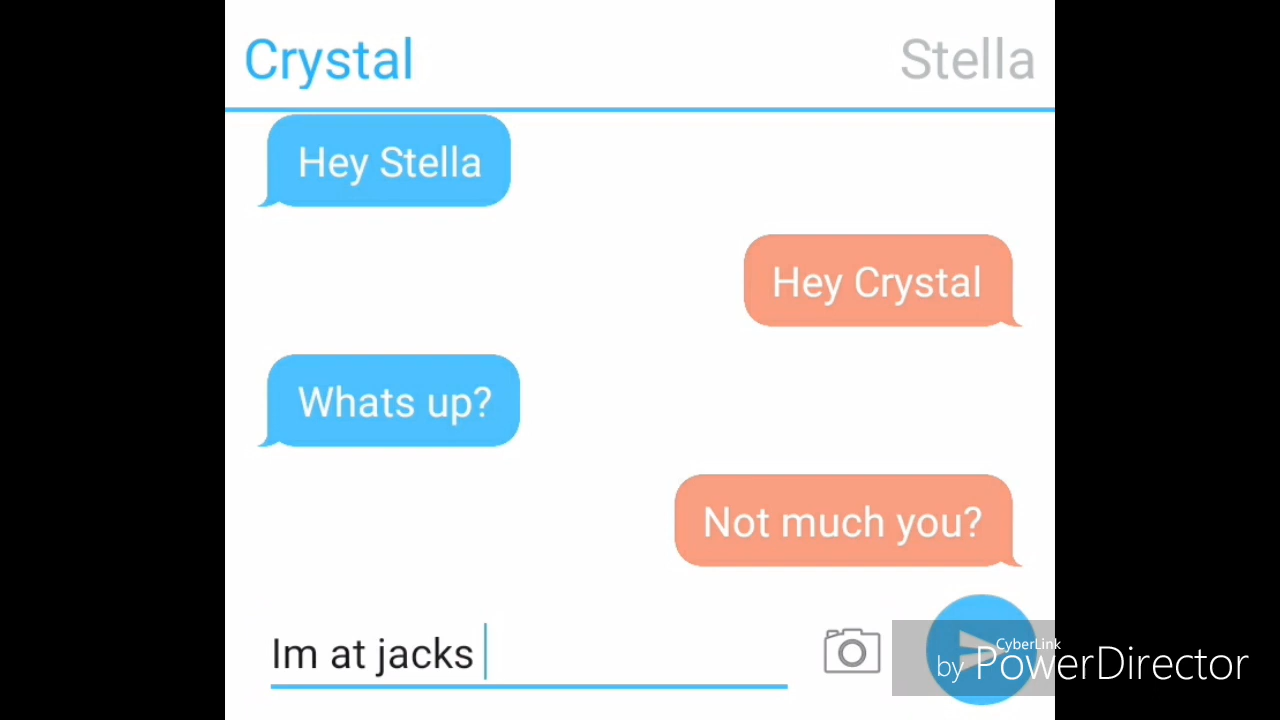 Crystal
Stella
Hey Stella
Hey Crystal
Whats up?
Not much you?
Im at jacks
CyberLink
by PowerDirector